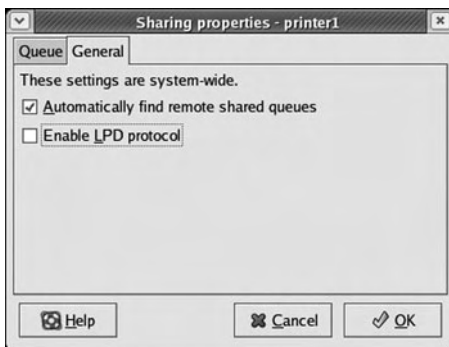 Sharing properties - printer1
Queue General
These settings are system-wide.
Automatically find remote shared queues
Enable LPD protocol
Help Cancel OK